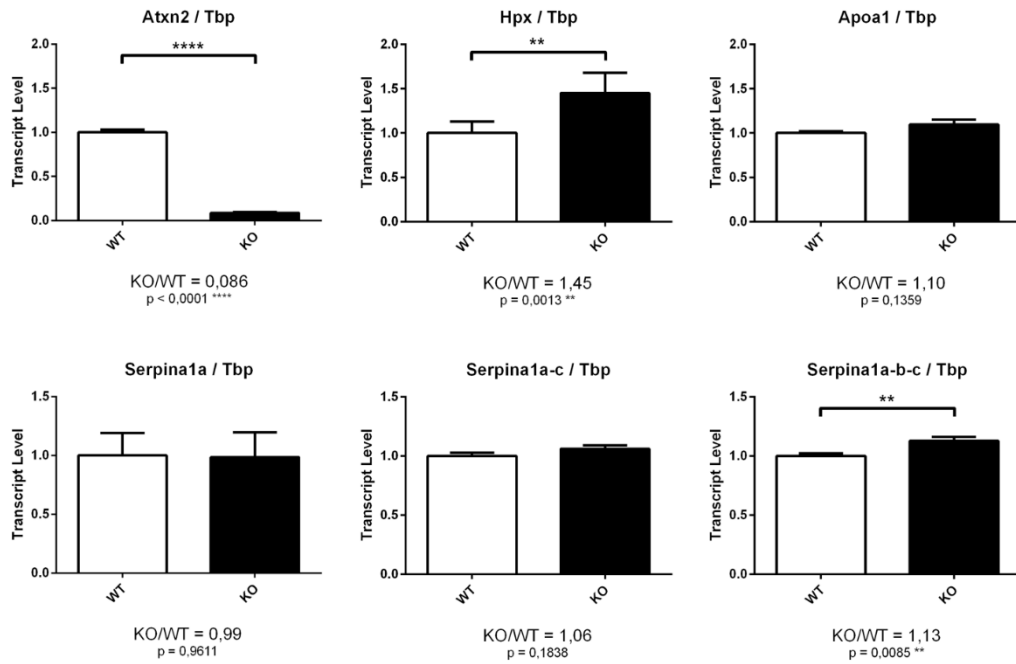 Atxn2 / Tbp
Transcript Level
2.0
1.5
1.0
0.5
0.0
****
WT
KO
KO/WT = 0,086
p < 0,0001 ****
Hpx / Tbp
Transcript Level
2.0
1.5
1.0
0.5
0.0
**
WT
KO
KO/WT = 1,45
p = 0,0013 **
Apoa1 / Tbp
Transcript Level
2.0
1.5
1.0
0.5
0.0
WT
KO
KO/WT = 1,10
p = 0,1359
Serpina1a / Tbp
Transcript Level
1.5
1.0
0.5
0.0
WT
KO
KO/WT = 0,99
p = 0,9611
Serpina1a-c / Tbp
Transcript Level
1.5
1.0
0.5
0.0
WT
KO
KO/WT = 1,06
p = 0,1838
Serpina1a-b-c / Tbp
Transcript Level
1.5
1.0
0.5
0.0
**
WT
KO
KO/WT = 1,13
p = 0,0085 **